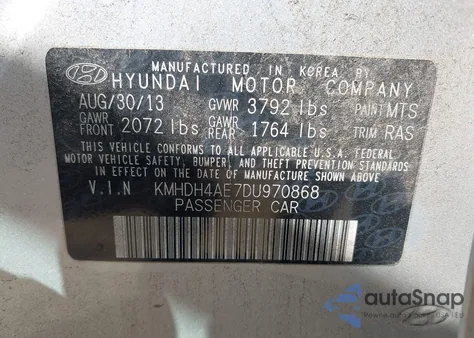 MANUFACTURED IN KOREA BY
HYUNDAI MOTOR COMPANY
AUG/30/13 GVWR 3792 lbs PAINT MTS
GAWR FRONT 2072 lbs GAWR REAR 1764 lbs TRIM RAS
THIS VEHICLE CONFORMS TO ALL APPLICABLE U.S.A. FEDERAL
MOTOR VEHICLE SAFETY, BUMPER, AND THEFT PREVENTION STANDARDS
IN EFFECT ON THE DATE OF MANUFACTURE SHOWN ABOVE.
V.I.N KMHDH4AE7DU970868
PASSENGER CAR
autoSnap